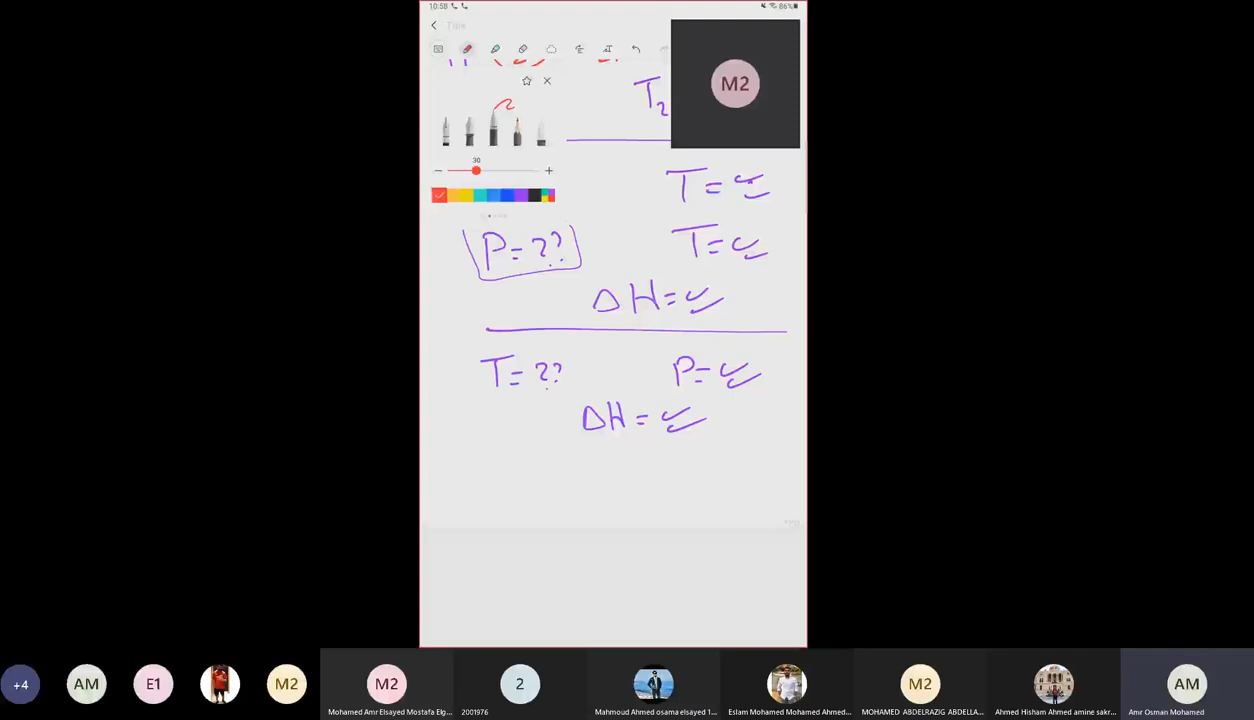 10:58
86%
Title
T2
M2
30
T = ✓
T = ✓
P = ??
ΔH = ✓
T = ??
P = ✓
ΔH = ✓
+4
AM
E1
M2
M2
2
M2
AM
Mohamed Amr Elsayed Mostafa Elg...
2001976
Mahmoud Ahmed osama elsayed 1...
Eslam Mohamed Mohamed Ahmed...
MOHAMED ABDELRAZIG ABDELLA...
Ahmed Hisham Ahmed amine sakr...
Amr Osman Mohamed